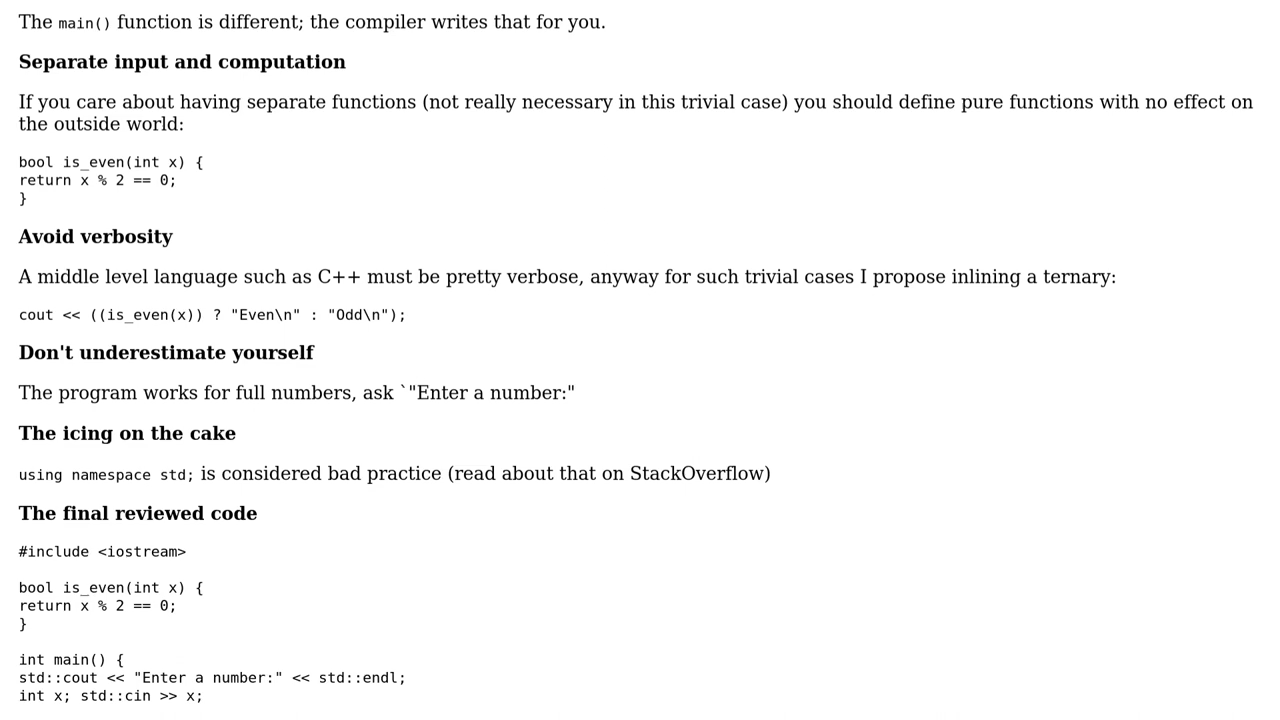 The main() function is different; the compiler writes that for you.
Separate input and computation
If you care about having separate functions (not really necessary in this trivial case) you should define pure functions with no effect on
the outside world:
bool is_even(int x) {
return x % 2 == 0;
}
Avoid verbosity
A middle level language such as C++ must be pretty verbose, anyway for such trivial cases I propose inlining a ternary:
cout << ((is_even(x)) ? "Even\n" : "Odd\n");
Don't underestimate yourself
The program works for full numbers, ask `"Enter a number:"
The icing on the cake
using namespace std; is considered bad practice (read about that on StackOverflow)
The final reviewed code
#include <iostream>
bool is_even(int x) {
return x % 2 == 0;
}
int main() {
std::cout << "Enter a number:" << std::endl;
int x; std::cin >> x;